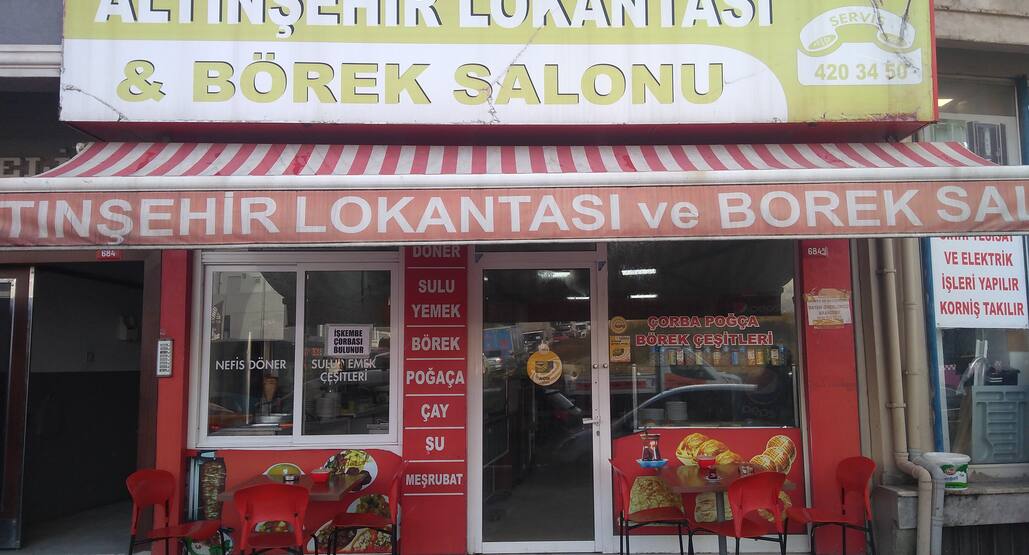 ALTINŞEHİR LOKANTASI
& BÖREK SALONU
SERVİS
420 34 50
ALTINŞEHİR LOKANTASI ve BOREK SAL
684
684
DÖNER
SULU
YEMEK
BÖREK
POĞAÇA
ÇAY
SU
MEŞRUBAT
İŞKEMBE
ÇORBASI
BULUNUR
NEFİS DÖNER
ÇEŞİTLERİ
ÇORBA POĞÇA
BÖREK ÇEŞİTLERİ
VE ELEKTRİK
İŞLERİ YAPILIR
KORNİŞ TAKILIR